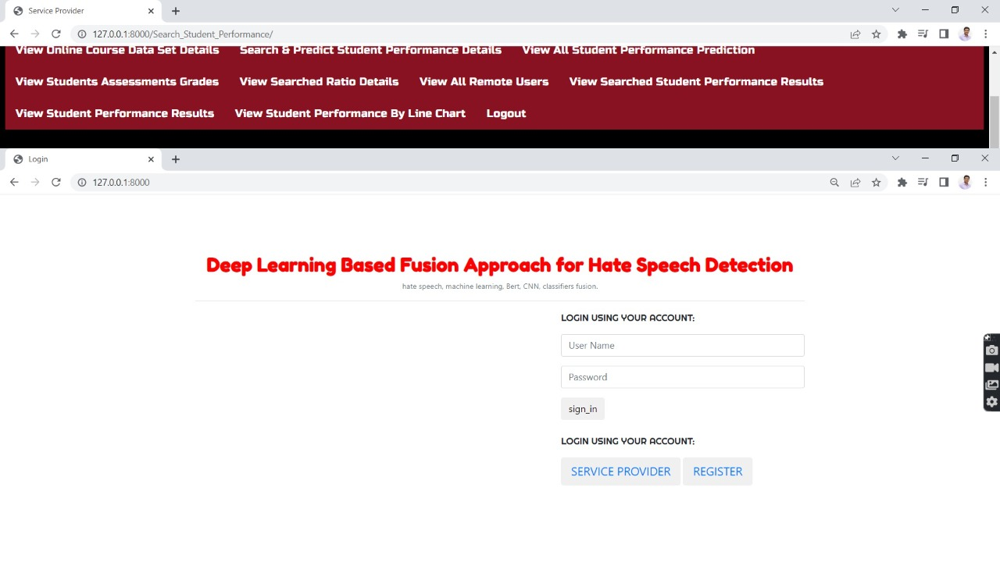 Service Provider
127.0.0.1:8000/Search_Student_Performance/
View Online Course Data Set Details Search & Predict Student Performance Details View All Student Performance Prediction
View Students Assessments Grades View Searched Ratio Details View All Remote Users View Searched Student Performance Results
View Student Performance Results View Student Performance By Line Chart Logout
Login
127.0.0.1:8000
Deep Learning Based Fusion Approach for Hate Speech Detection
hate speech, machine learning, Bert, CNN, classifiers fusion.
LOGIN USING YOUR ACCOUNT:
User Name
Password
sign_in
LOGIN USING YOUR ACCOUNT:
SERVICE PROVIDER REGISTER